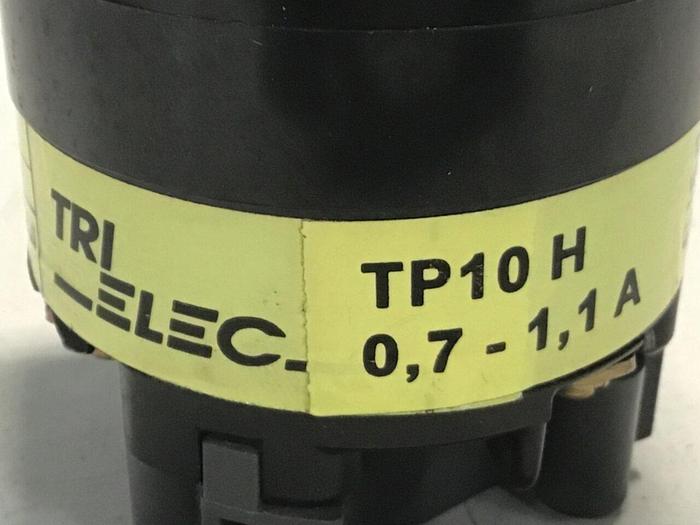 TRI
ELEC
TP10 H
0,7 - 1,1 A